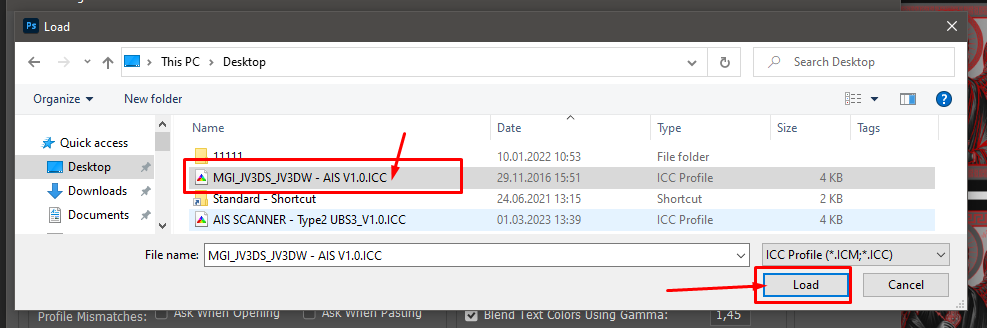 Ps Load
This PC > Desktop
Search Desktop
Organize New folder
Name Date Type Size Tags
Quick access
Desktop
Downloads
Documents
11111 10.01.2022 10:53 File folder
MGI_JV3DS_JV3DW - AIS V1.0.ICC 29.11.2016 15:51 ICC Profile 4 KB
Standard - Shortcut 24.06.2021 13:15 Shortcut 2 KB
AIS SCANNER - Type2 UBS3_V1.0.ICC 01.03.2023 13:39 ICC Profile 4 KB
File name: MGI_JV3DS_JV3DW - AIS V1.0.ICC ICC Profile (*.ICM;*.ICC)
Load Cancel
Profile Mismatches: Ask When Opening Ask When Pasting Blend Text Colors Using Gamma: 1,45